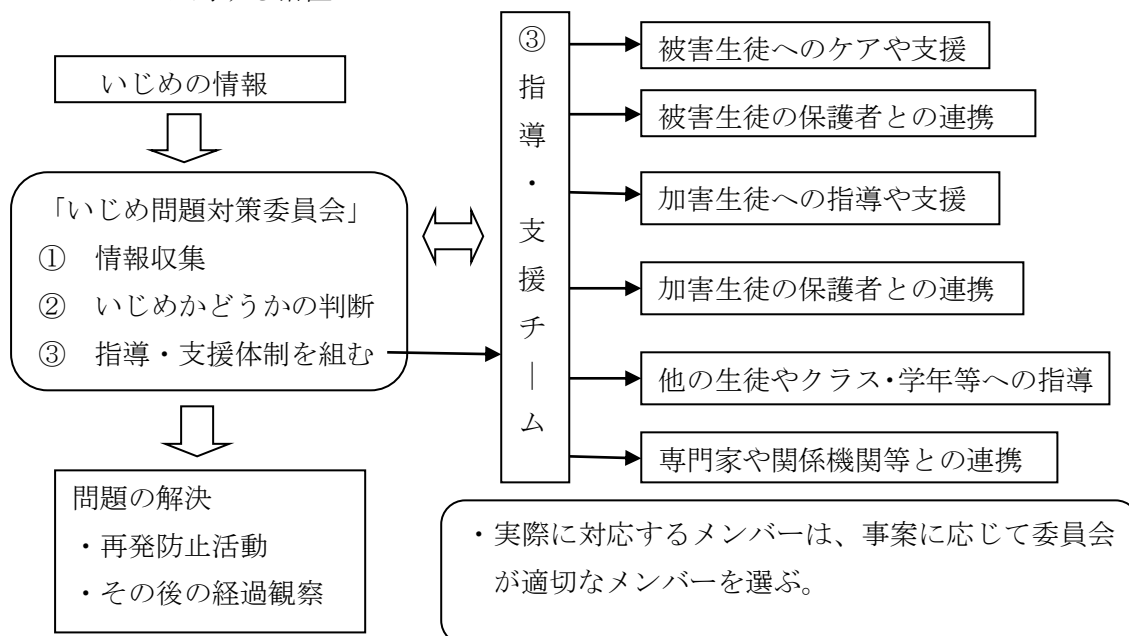 いじめの情報
「いじめ問題対策委員会」
① 情報収集
② いじめかどうかの判断
③ 指導・支援体制を組む
問題の解決
・再発防止活動
・その後の経過観察
③指導・支援チーム
被害生徒へのケアや支援
被害生徒の保護者との連携
加害生徒への指導や支援
加害生徒の保護者との連携
他の生徒やクラス・学年等への指導
専門家や関係機関等との連携
・実際に対応するメンバーは、事案に応じて委員会
が適切なメンバーを選ぶ。